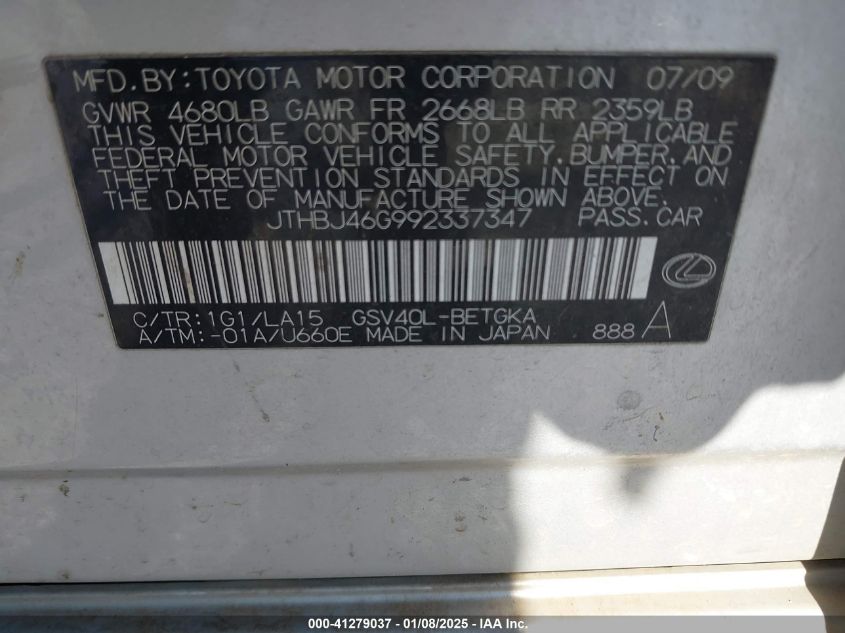 MFD. BY: TOYOTA MOTOR CORPORATION 07/09
GVWR 4680LB GAWR FR 2668LB RR 2359LB
THIS VEHICLE CONFORMS TO ALL APPLICABLE
FEDERAL MOTOR VEHICLE SAFETY, BUMPER, AND
THEFT PREVENTION STANDARDS IN EFFECT ON
THE DATE OF MANUFACTURE SHOWN ABOVE.
JTHBJ46G992337347 PASS. CAR
C/TR: 1G1/LA15 GSV40L-BETGKA
A/TM: -01A/U660E MADE IN JAPAN 888 A
000-41279037 - 01/08/2025 - IAA Inc.